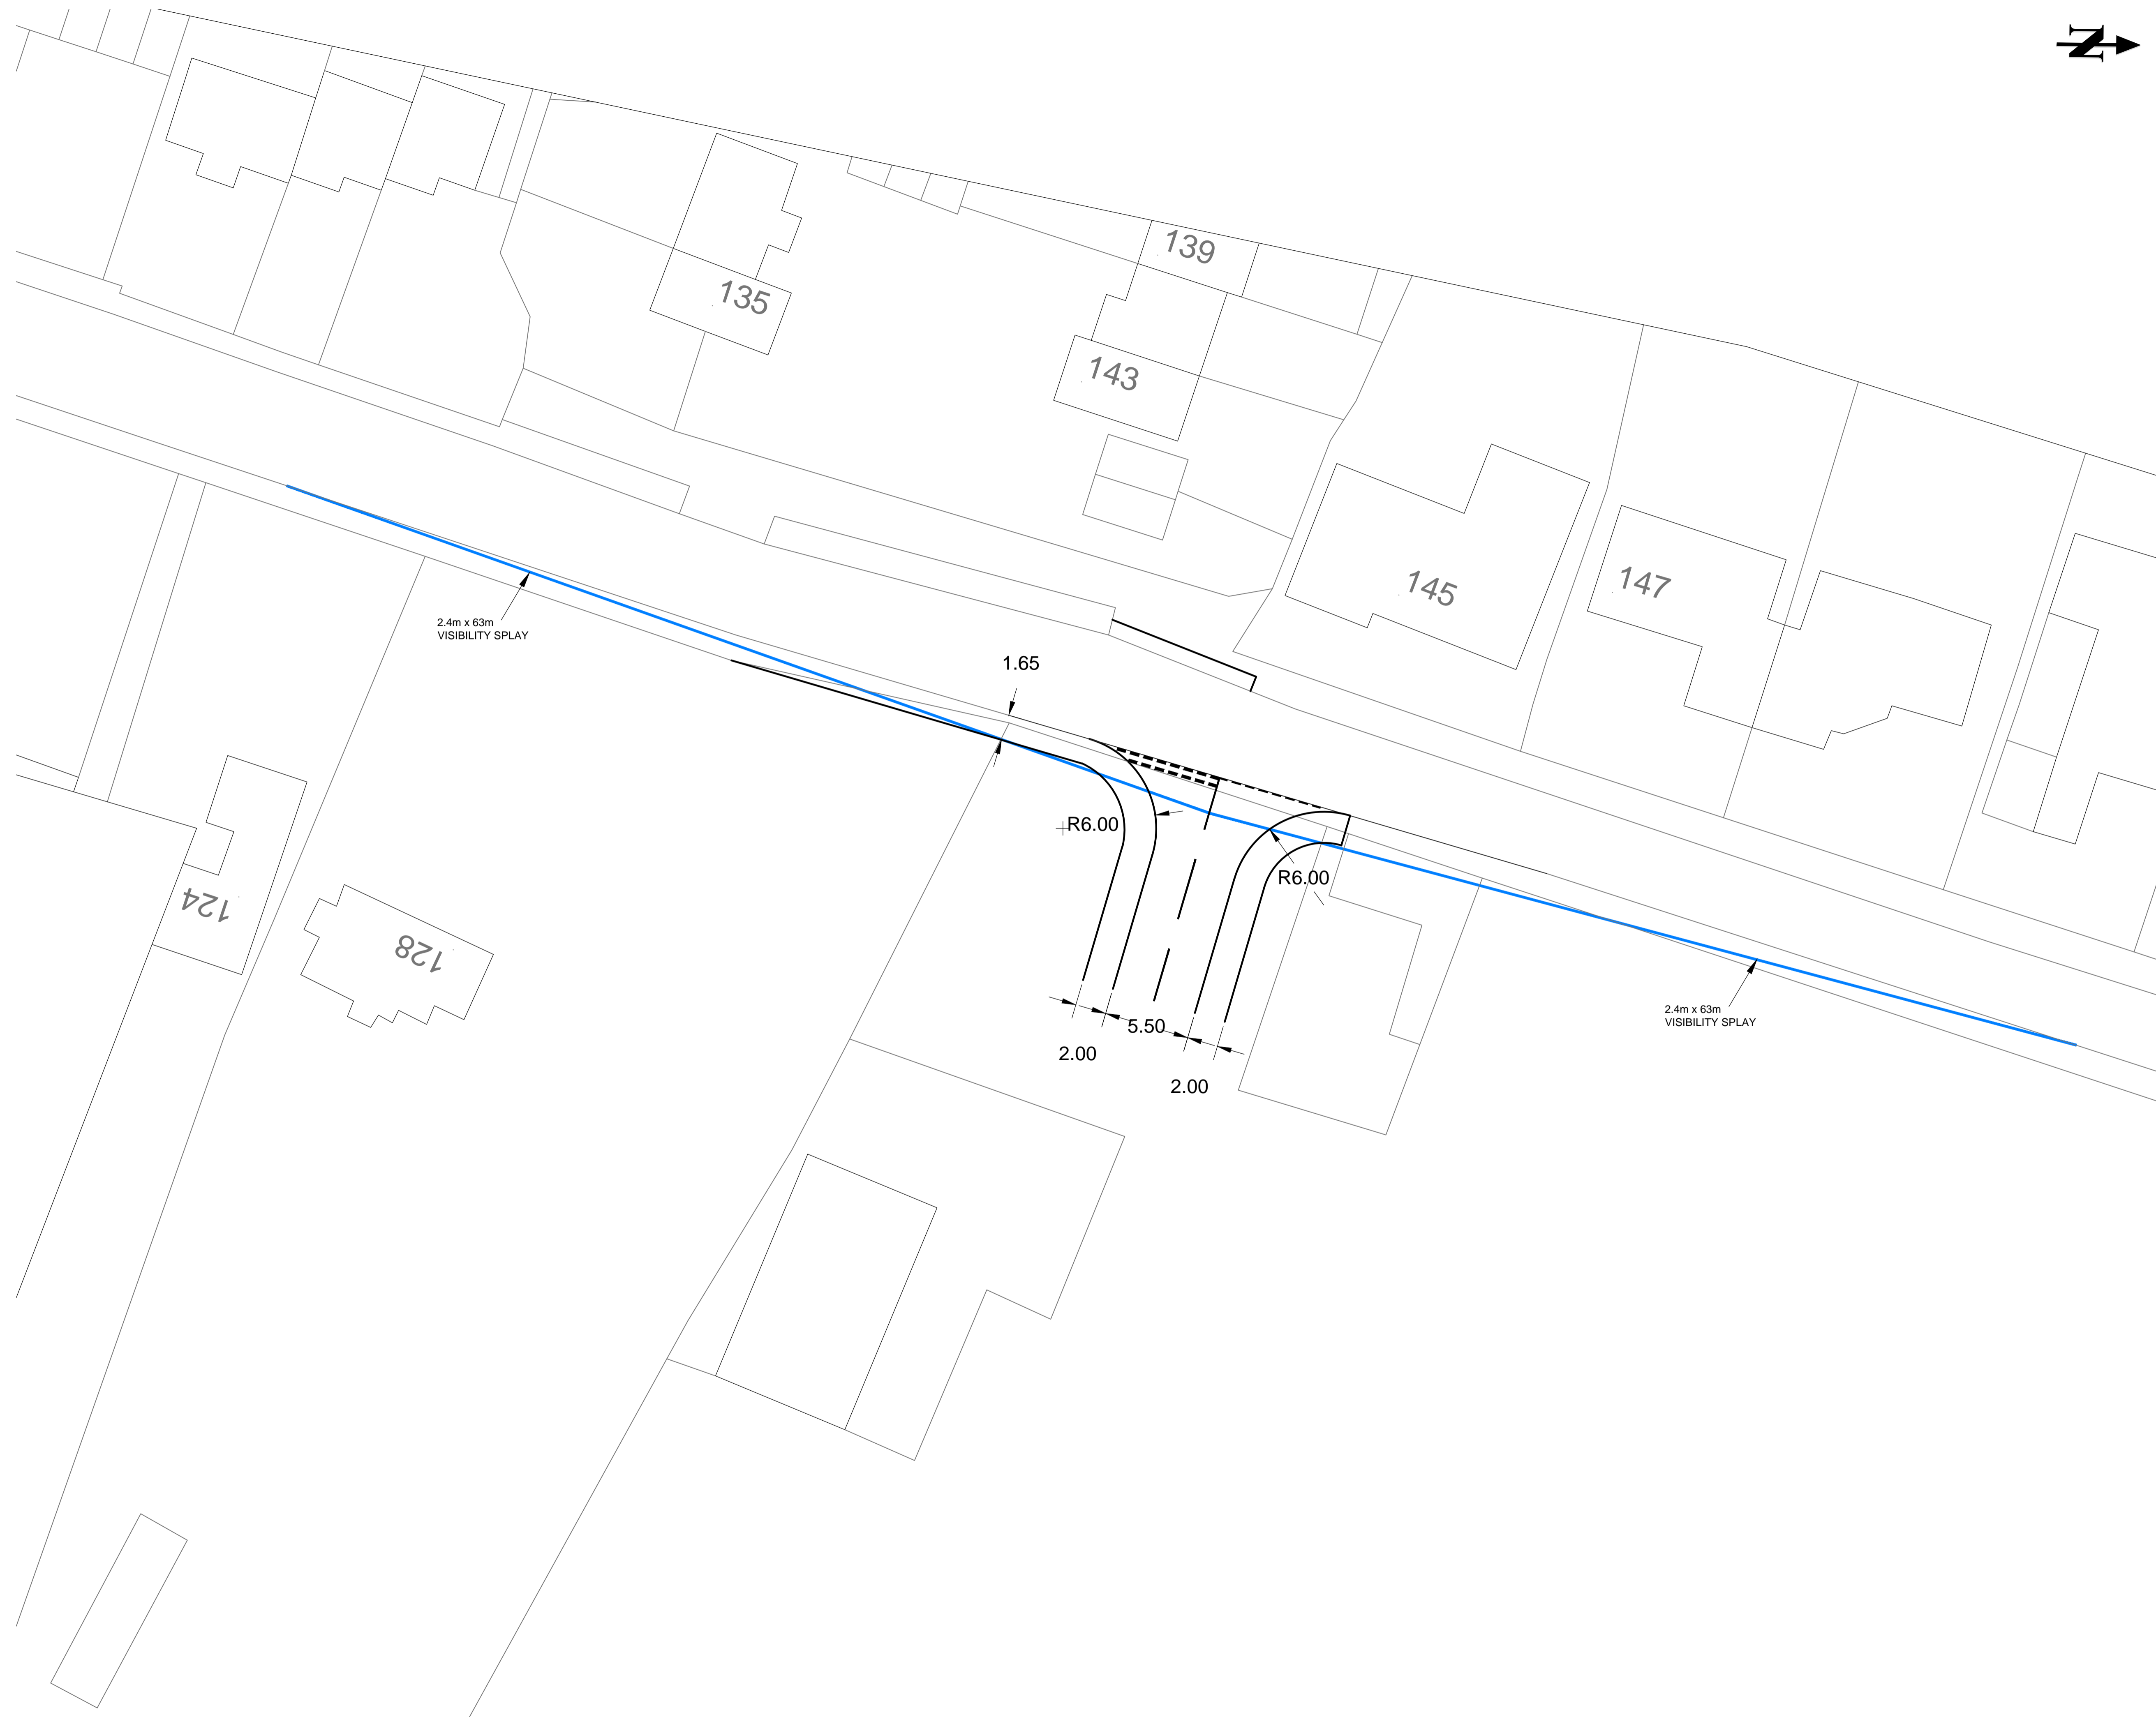 N
139
135
143
145
147
2.4m x 63m
VISIBILITY SPLAY
1.65
R6.00
R6.00
124
128
5.50
2.00
2.00
2.4m x 63m
VISIBILITY SPLAY